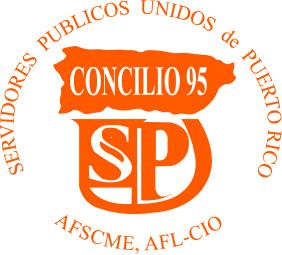 SERVIDORES PUBLICOS UNIDOS de PUERTO RICO
CONCILIO 95
SPU
AFSCME, AFL-CIO